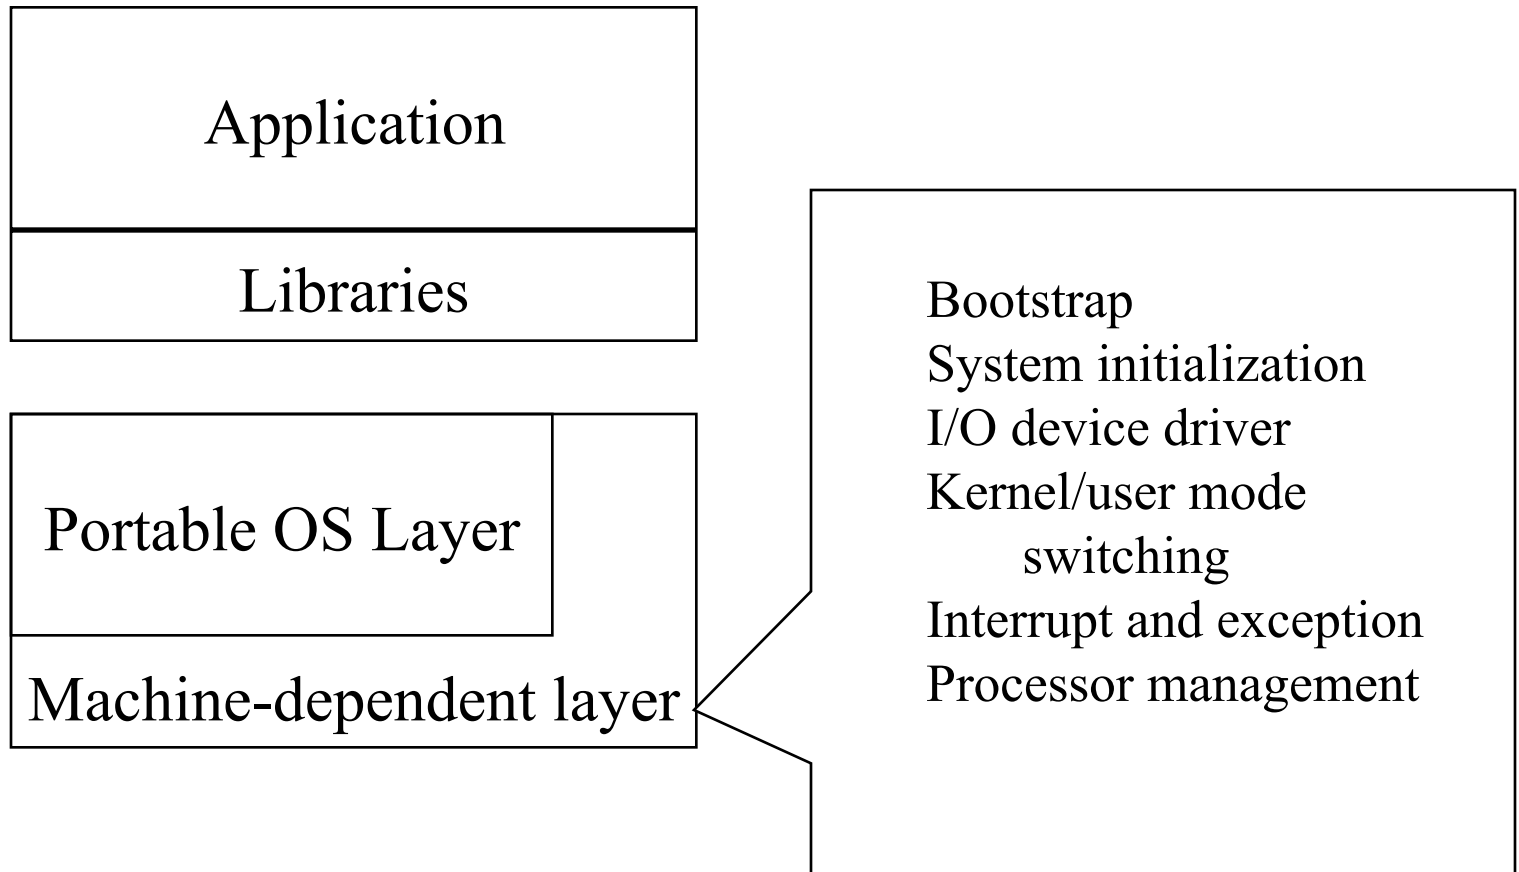 Application
Libraries
Portable OS Layer
Machine-dependent layer
Bootstrap
System initialization
I/O device driver
Kernel/user mode
switching
Interrupt and exception
Processor management